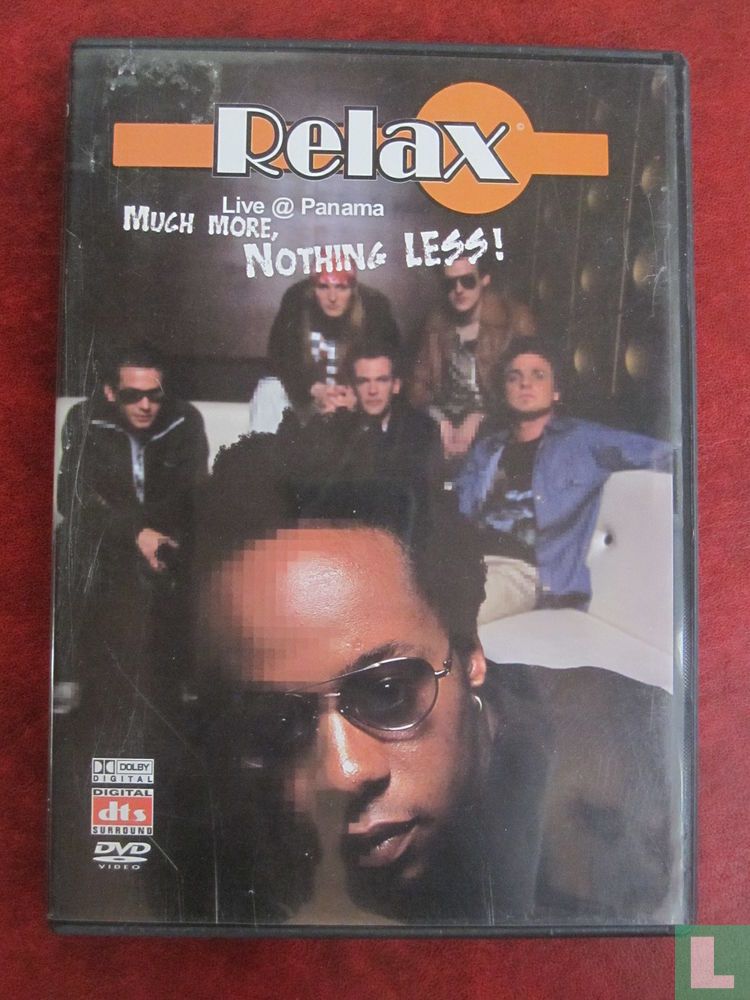 Relax ©
Live @ Panama
MUCH MORE,
NOTHING LESS!
DOLBY
DIGITAL
DIGITAL
dts
SURROUND
DVD
VIDEO
L